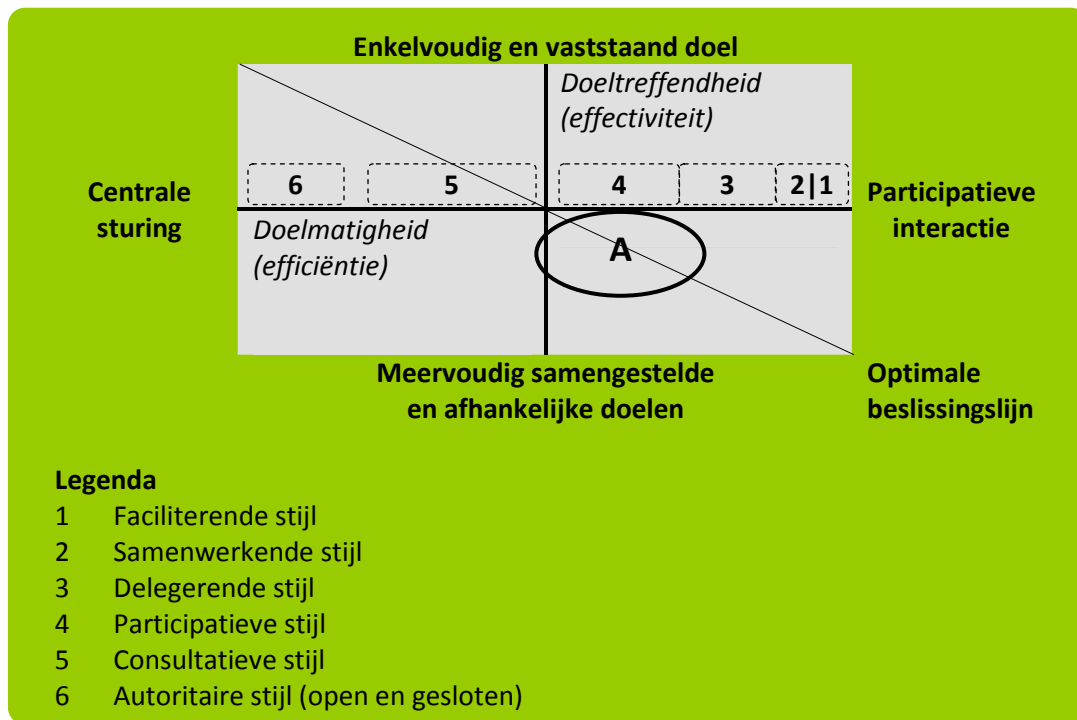 Enkelvoudig en vaststaand doel
Doeltreffendheid
(effectiviteit)
Centrale
sturing
6 5 4 3 2|1
Participatieve
interactie
Doelmatigheid
(efficiëntie)
A
Meervoudig samengestelde
en afhankelijke doelen
Optimale
beslissingslijn
Legenda
1 Faciliterende stijl
2 Samenwerkende stijl
3 Delegerende stijl
4 Participatieve stijl
5 Consultatieve stijl
6 Autoritaire stijl (open en gesloten)